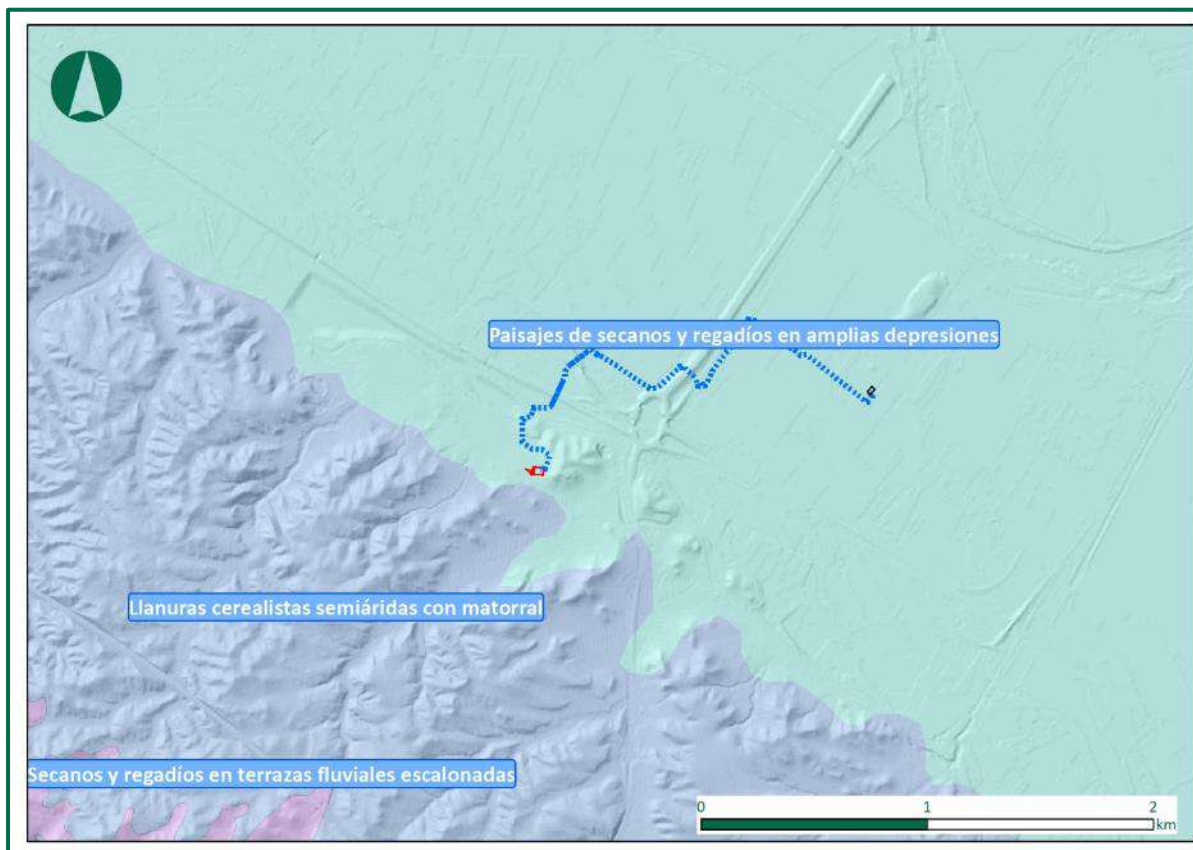 Paisajes de secanos y regadíos en amplias depresiones
Llanuras cerealistas semiáridas con matorral
Secanos y regadíos en terrazas fluviales escalonadas
0 1 2
km